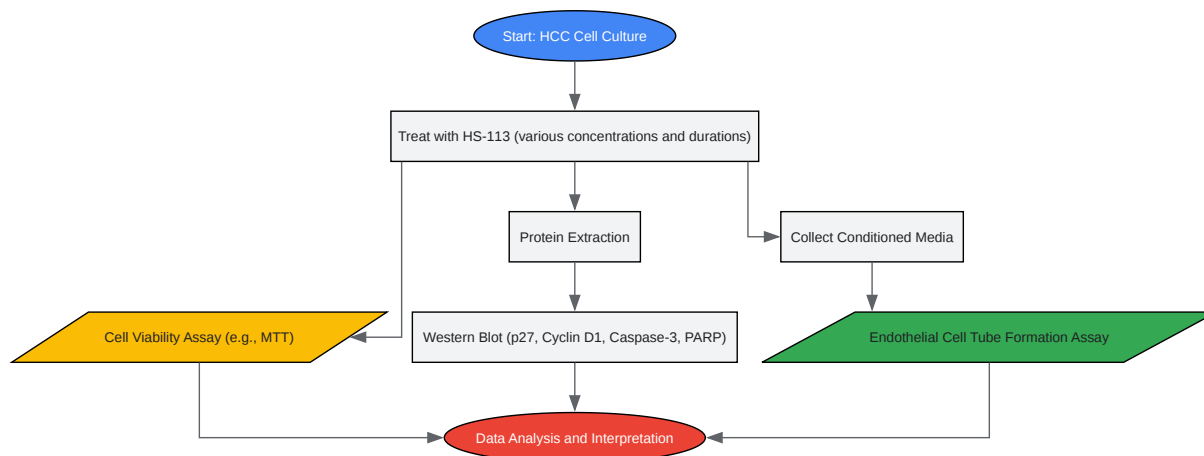 Start: HCC Cell Culture
Treat with HS-113 (various concentrations and durations)
Protein Extraction
Collect Conditioned Media
Cell Viability Assay (e.g., MTT)
Western Blot (p27, Cyclin D1, Caspase-3, PARP)
Endothelial Cell Tube Formation Assay
Data Analysis and Interpretation